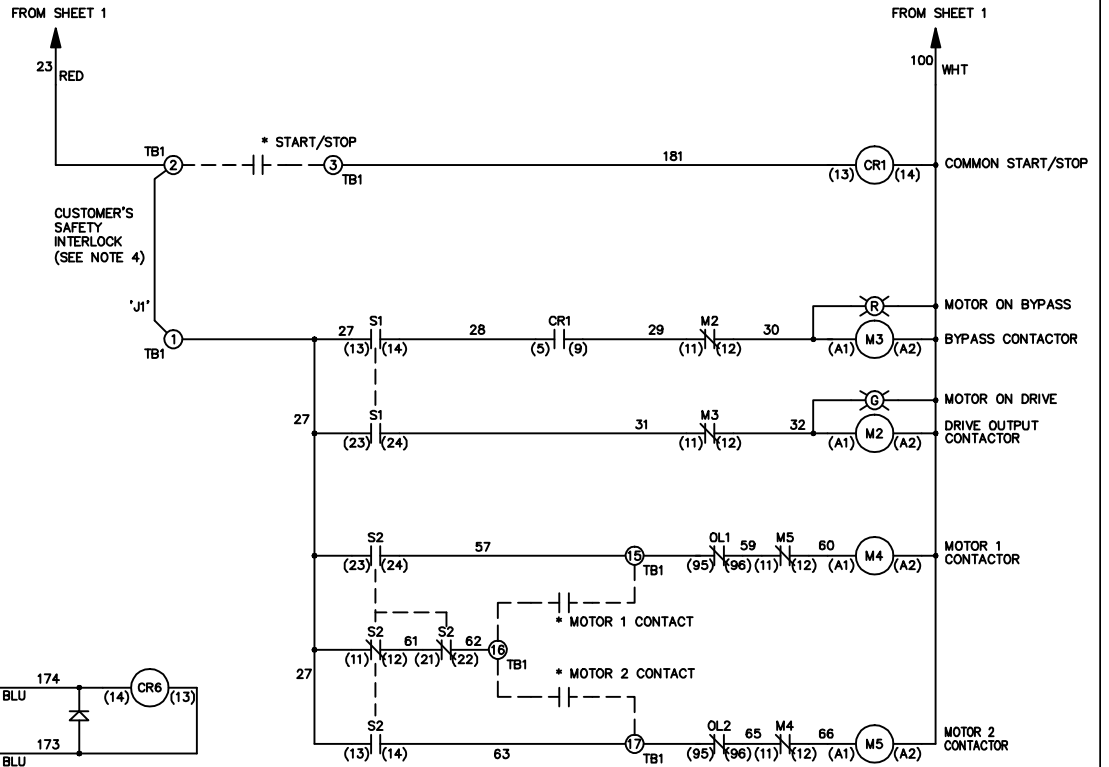 FROM SHEET 1
FROM SHEET 1
23
RED
100
WHT
* START/STOP
TB1
2
3
TB1
181
CR1
(13)
(14)
COMMON START/STOP
CUSTOMER'S
SAFETY
INTERLOCK
(SEE NOTE 4)
'J1'
1
TB1
R
MOTOR ON BYPASS
27
S1
(13)
(14)
28
CR1
(5)
(9)
29
M2
(11)
(12)
30
M3
(A1)
(A2)
BYPASS CONTACTOR
G
MOTOR ON DRIVE
27
S1
(23)
(24)
31
M3
(11)
(12)
32
M2
(A1)
(A2)
DRIVE OUTPUT
CONTACTOR
S2
(23)
(24)
57
15
TB1
OL1
(95)
(96)
59
M5
(11)
(12)
60
M4
(A1)
(A2)
MOTOR 1
CONTACTOR
* MOTOR 1 CONTACT
S2
(11)
(12)
61
S2
(21)
(22)
62
16
TB1
* MOTOR 2 CONTACT
27
S2
(13)
(14)
63
17
TB1
OL2
(95)
(96)
65
M4
(11)
(12)
66
M5
(A1)
(A2)
MOTOR 2
CONTACTOR
174
BLU
(14)
CR6
(13)
173
BLU